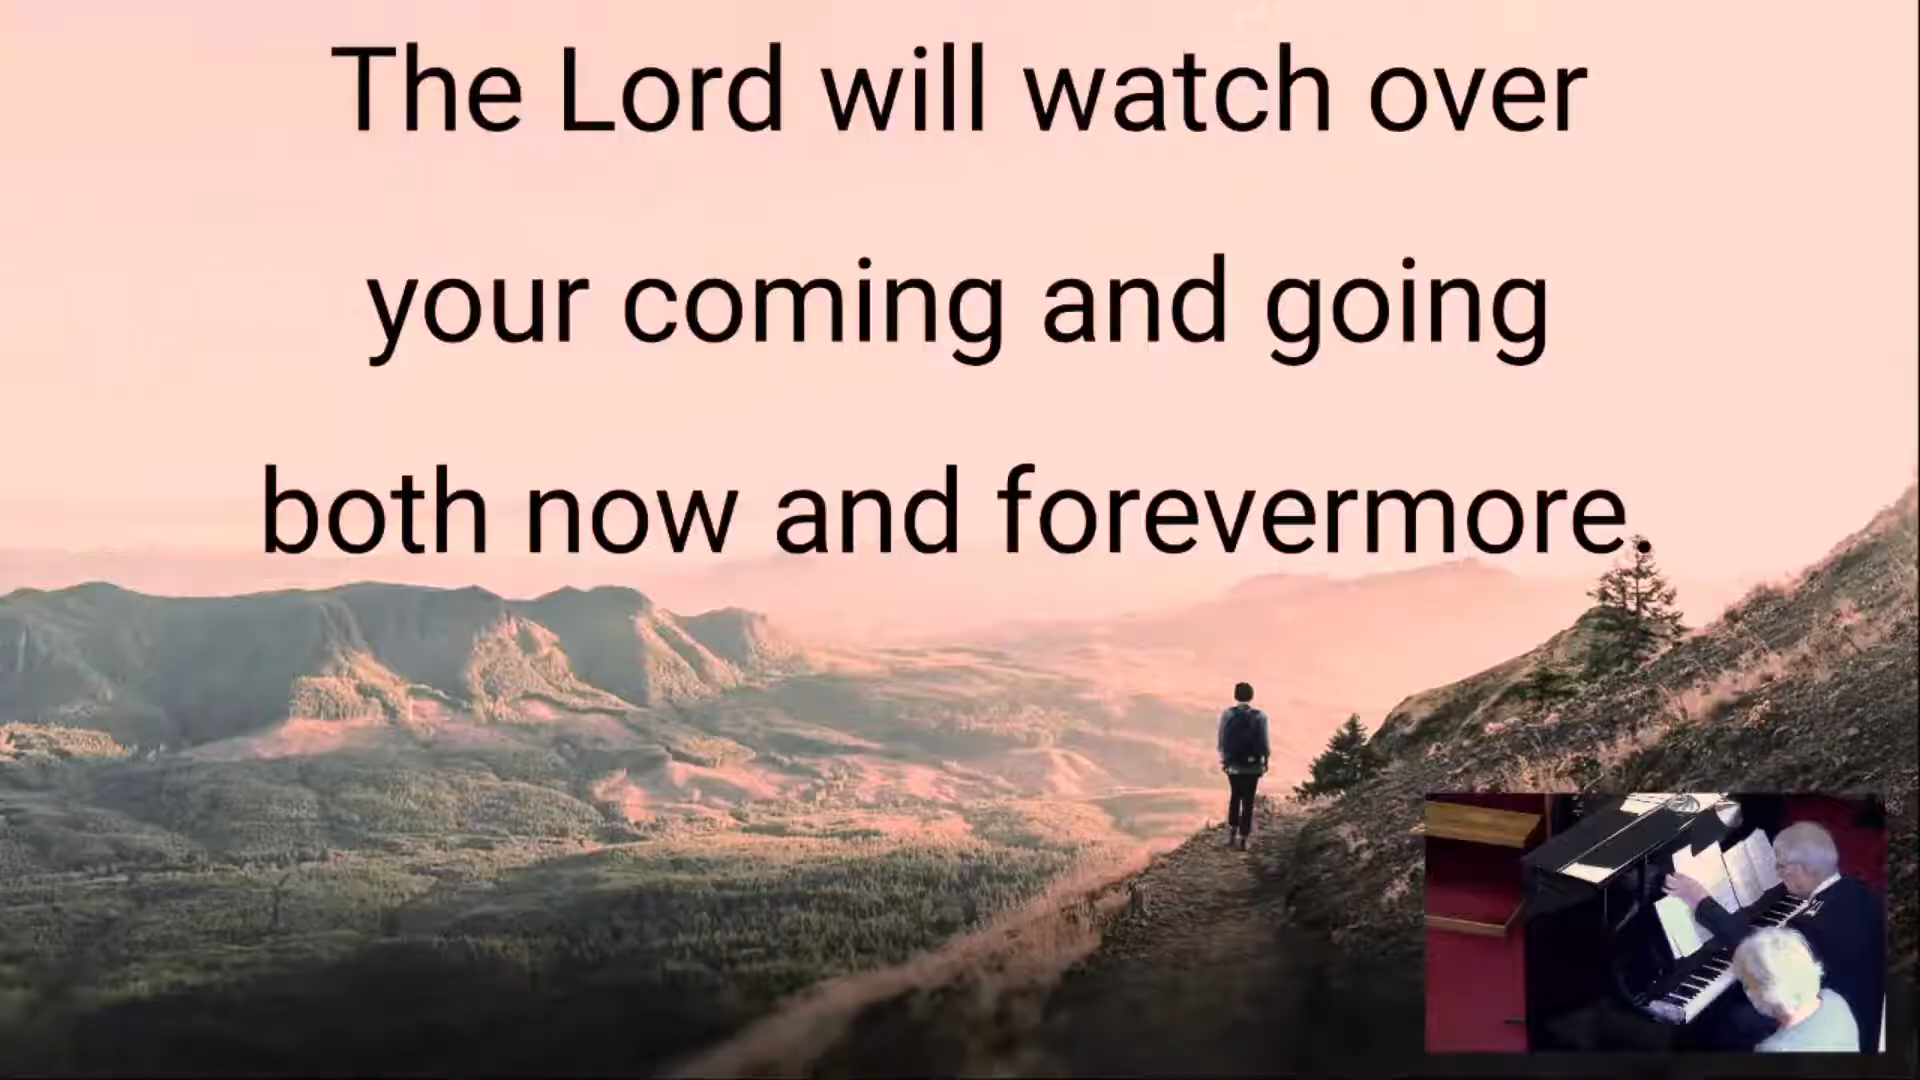 The Lord will watch over
your coming and going
both now and forevermore.